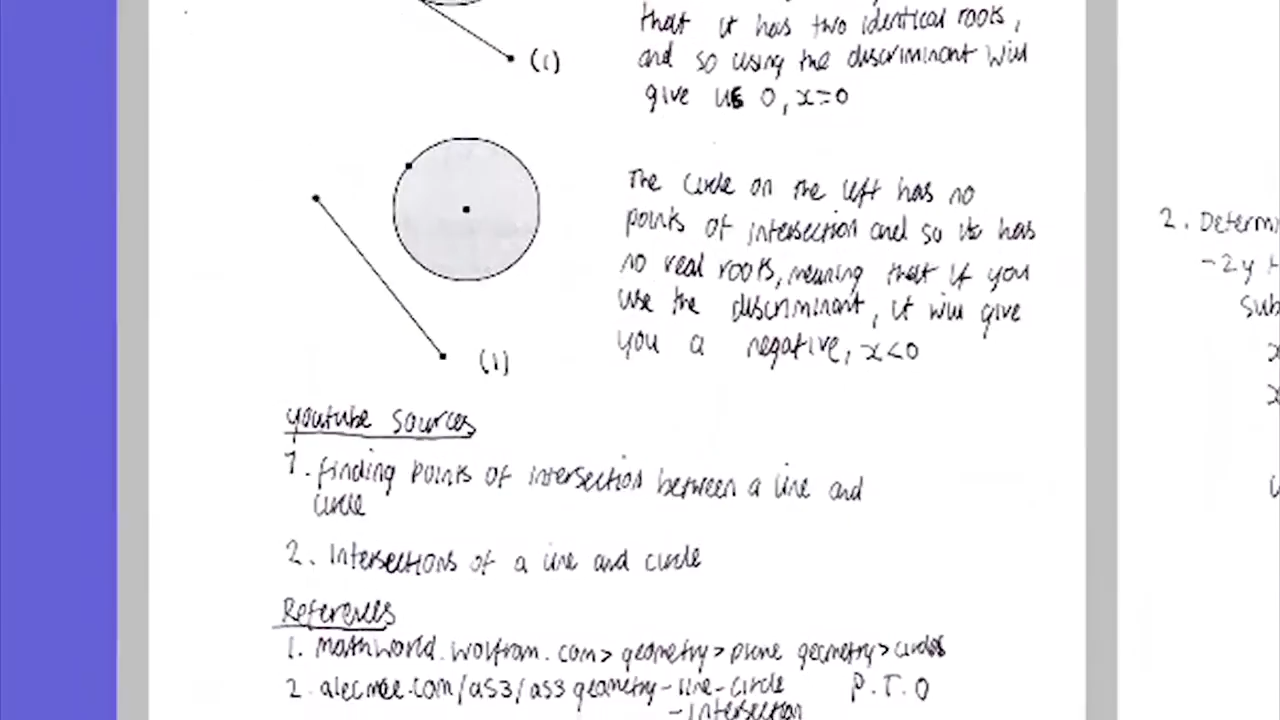 that it has two identical roots,
and so using the discriminant will
give us 0, x=0
(1)
The circle on the left has no
points of intersection and so it has
no real roots, meaning that if you
use the discriminant, it will give
you a negative, x<0
(1)
youtube sources
1. finding points of intersection between a line and
circle
2. Intersections of a line and circle
References
1. mathworld.wolfram.com> geometry> plane geometry> circles
2. alecmce.com/as3/as3 geometry-line-circle
-intersection
P.T.O
2. Determi
-2y +
sub
x
x